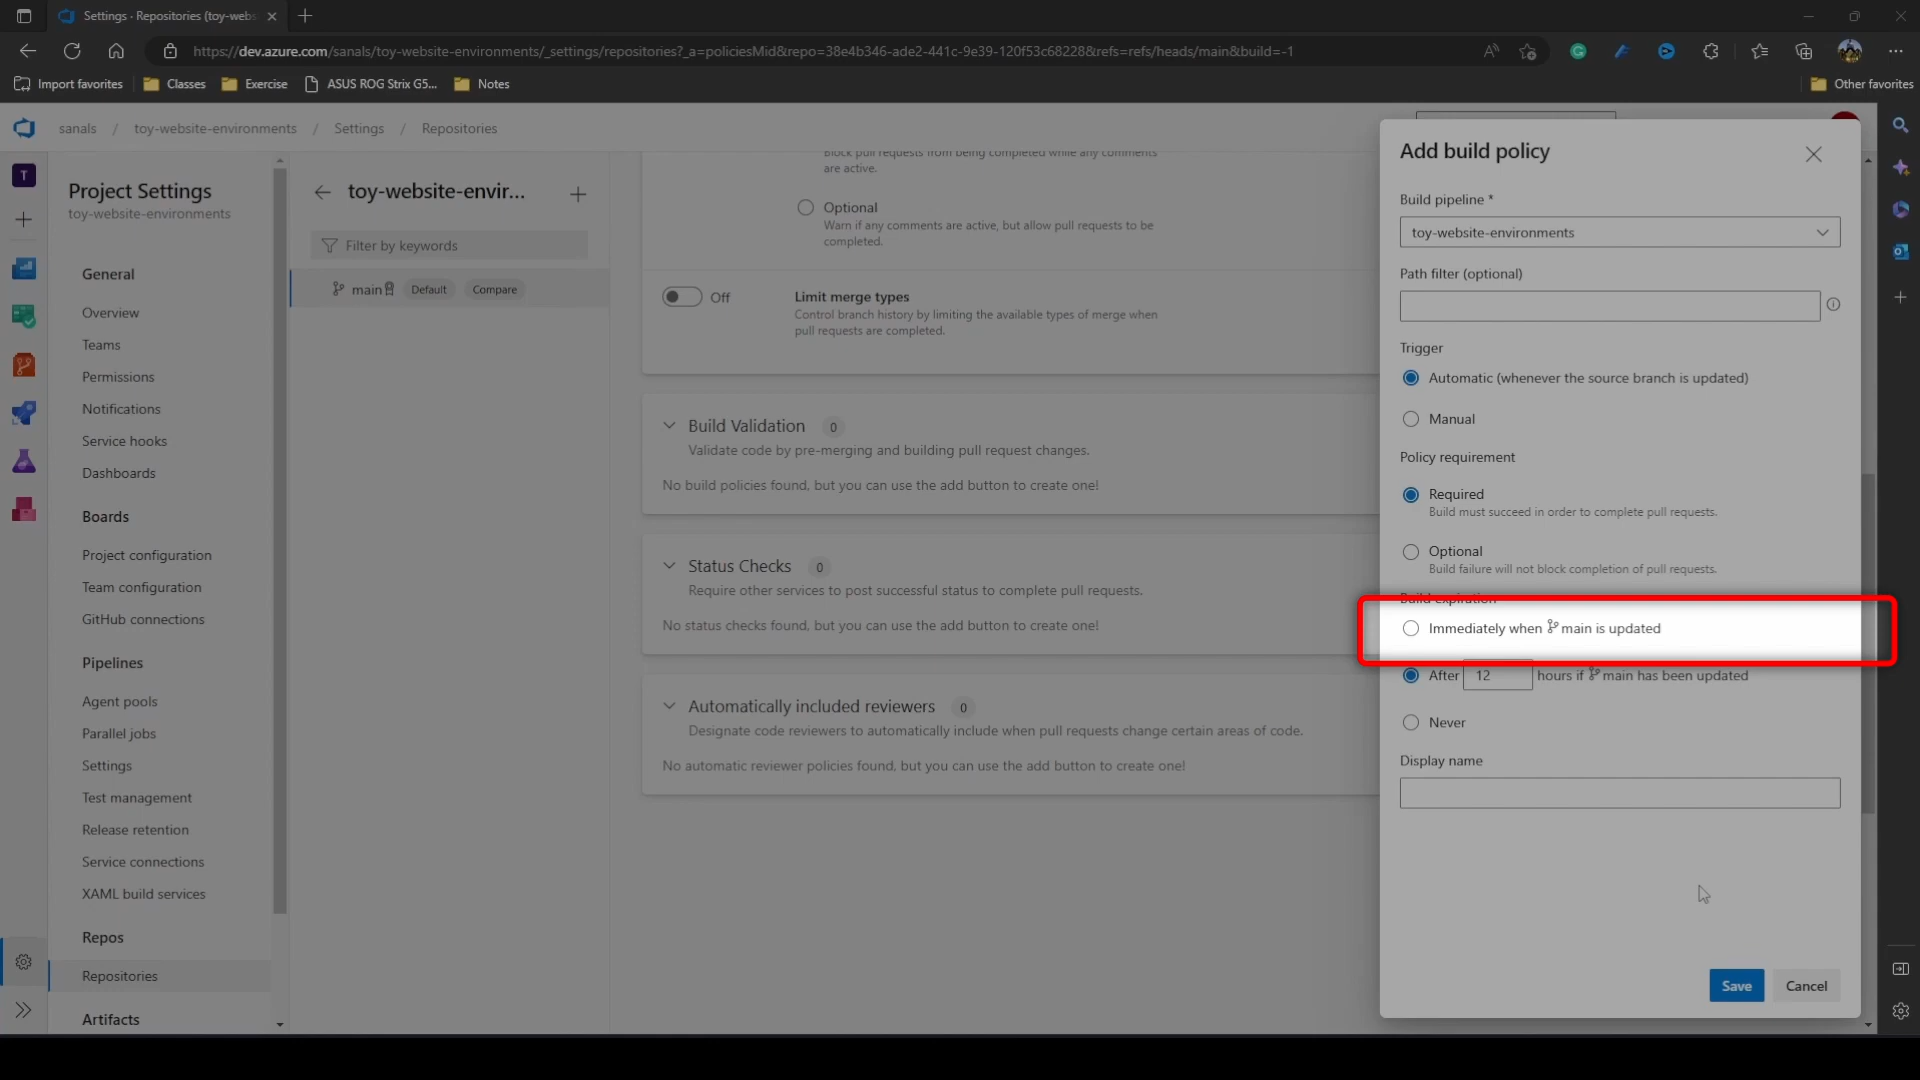 Settings · Repositories (toy-webs
https://dev.azure.com/sanals/toy-website-environments/_settings/repositories?_a=policiesMid&repo=38e4b346-ade2-441c-9e39-120f53c68228&refs=refs/heads/main&build=-1
Import favorites
Classes
Exercise
ASUS ROG Strix G5...
Notes
Other favorites
sanals / toy-website-environments / Settings / Repositories
T
Project Settings
toy-website-environments
General
Overview
Teams
Permissions
Notifications
Service hooks
Dashboards
Boards
Project configuration
Team configuration
GitHub connections
Pipelines
Agent pools
Parallel jobs
Settings
Test management
Release retention
Service connections
XAML build services
Repos
Repositories
Artifacts
toy-website-envir...
Filter by keywords
main Default Compare
Block pull requests from being completed while any comments
are active.
Optional
Warn if any comments are active, but allow pull requests to be
completed.
Off
Limit merge types
Control branch history by limiting the available types of merge when
pull requests are completed.
Build Validation 0
Validate code by pre-merging and building pull request changes.
No build policies found, but you can use the add button to create one!
Status Checks 0
Require other services to post successful status to complete pull requests.
No status checks found, but you can use the add button to create one!
Automatically included reviewers 0
Designate code reviewers to automatically include when pull requests change certain areas of code.
No automatic reviewer policies found, but you can use the add button to create one!
Add build policy
Build pipeline *
toy-website-environments
Path filter (optional)
Trigger
Automatic (whenever the source branch is updated)
Manual
Policy requirement
Required
Build must succeed in order to complete pull requests.
Optional
Build failure will not block completion of pull requests.
Build expiration
Immediately when main is updated
After 12 hours if main has been updated
Never
Display name
Save
Cancel